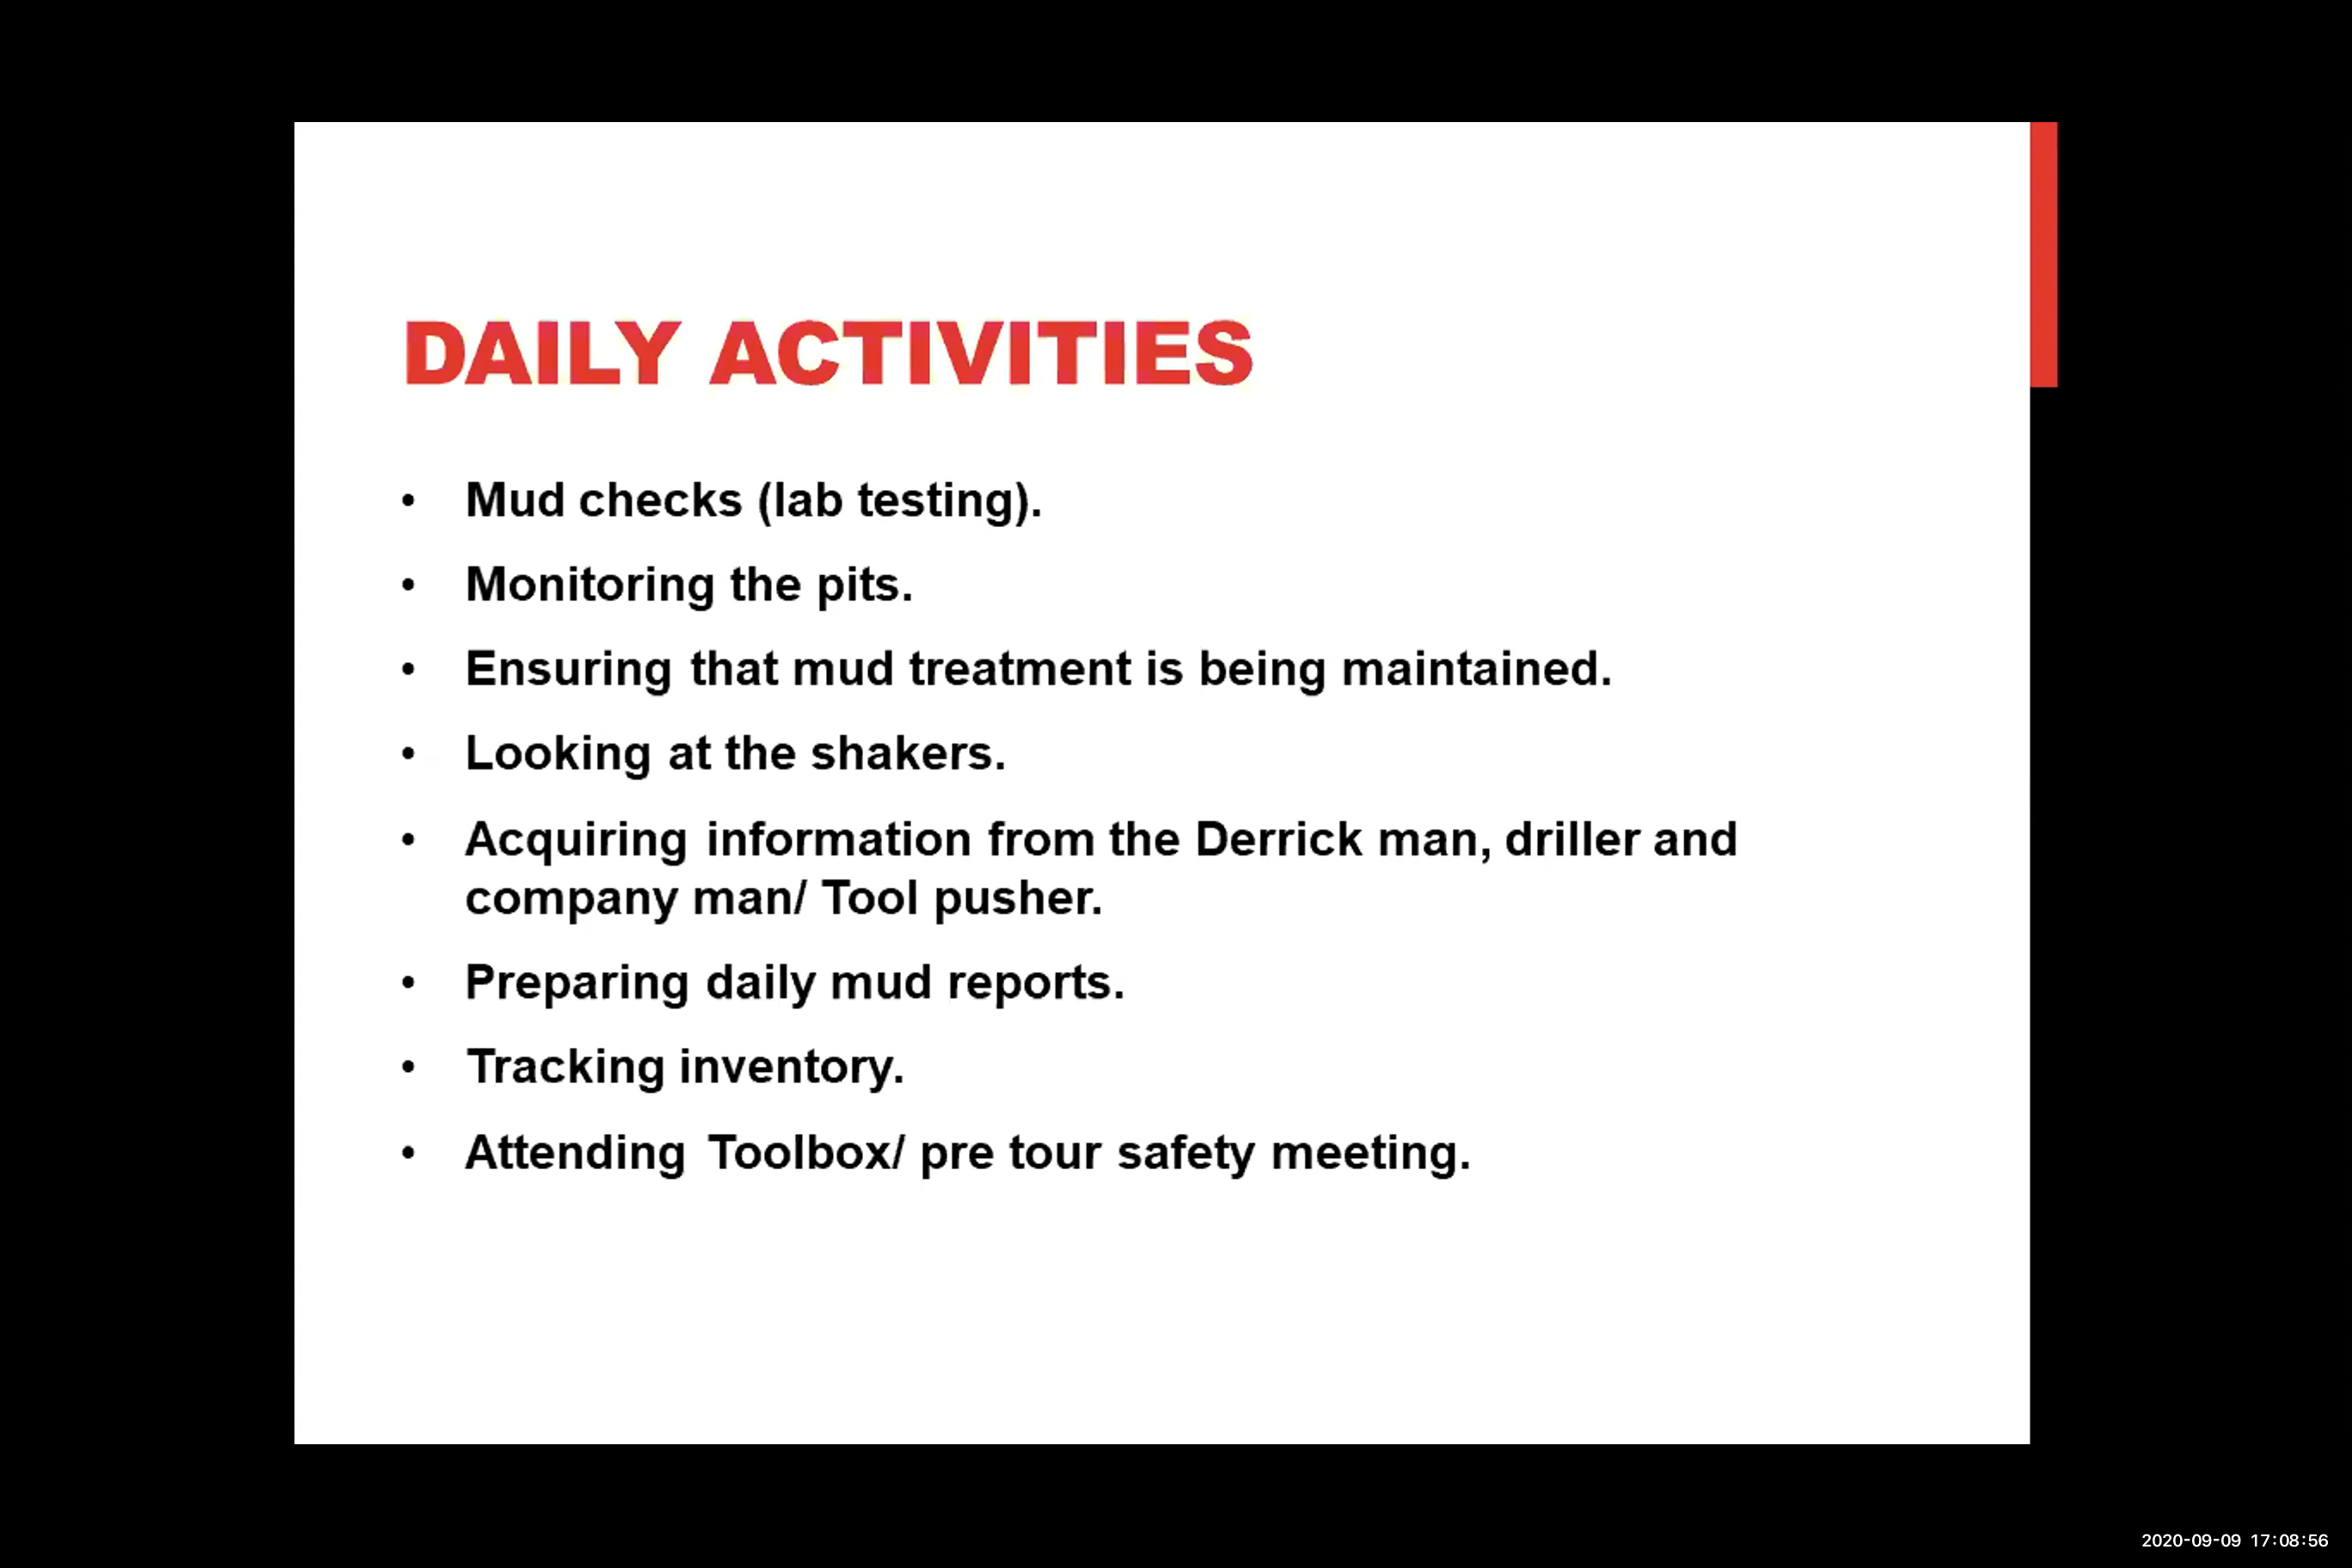 DAILY ACTIVITIES
• Mud checks (lab testing).
• Monitoring the pits.
• Ensuring that mud treatment is being maintained.
• Looking at the shakers.
• Acquiring information from the Derrick man, driller and
company man/ Tool pusher.
• Preparing daily mud reports.
• Tracking inventory.
• Attending Toolbox/ pre tour safety meeting.
2020-09-09 17:08:56